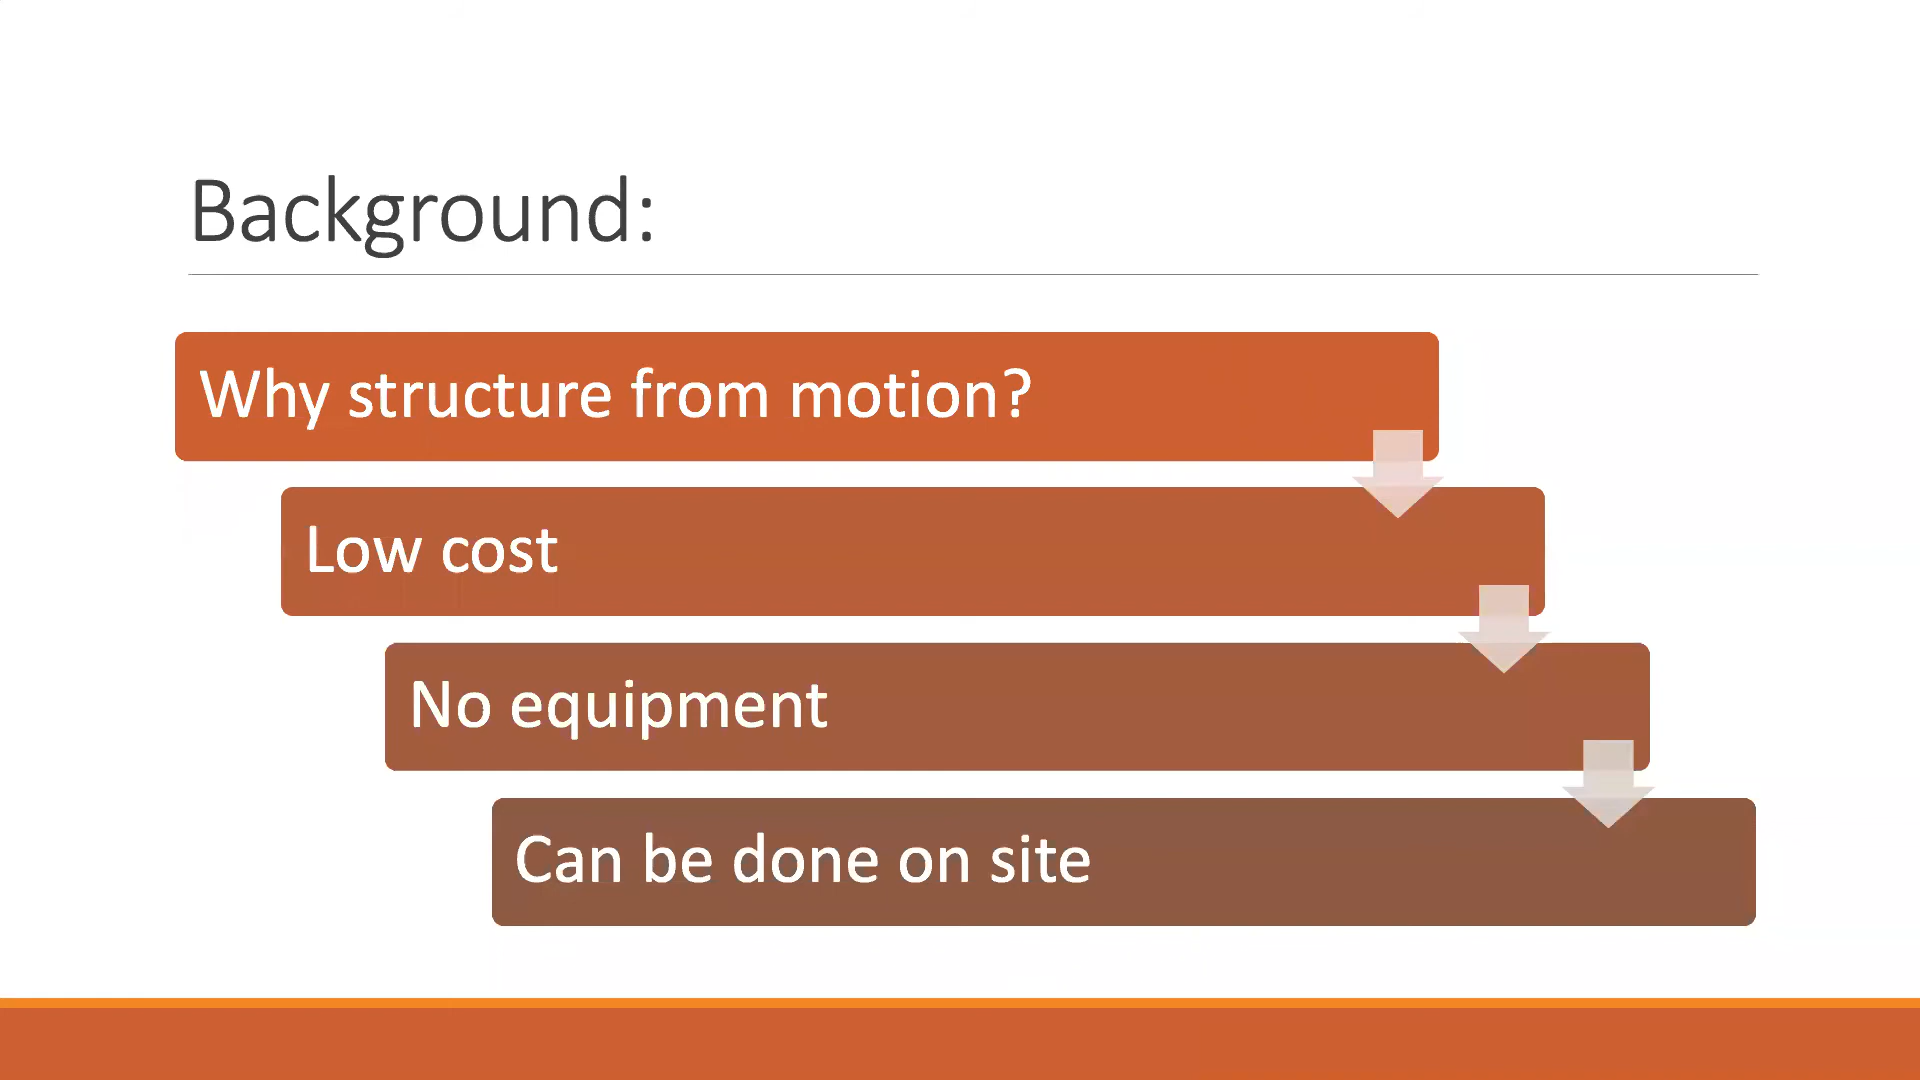 Background:
Why structure from motion?
Low cost
No equipment
Can be done on site